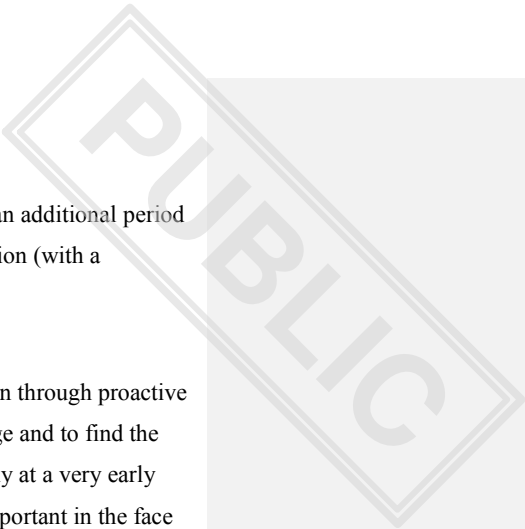 an additional period
ion (with a
n through proactive
ge and to find the
y at a very early
portant in the face
PUBLIC